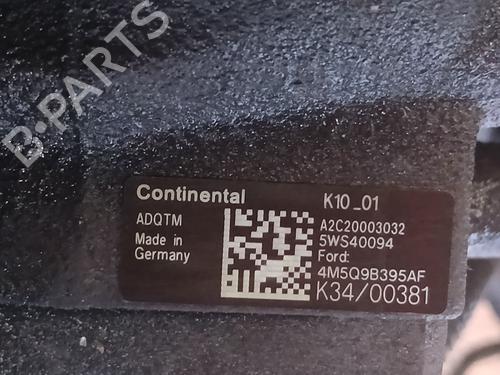 B-PARTS
Continental K10_01
ADQTM A2C20003032
Made in 5WS40094
Germany Ford:
4M5Q9B395AF
K34/00381